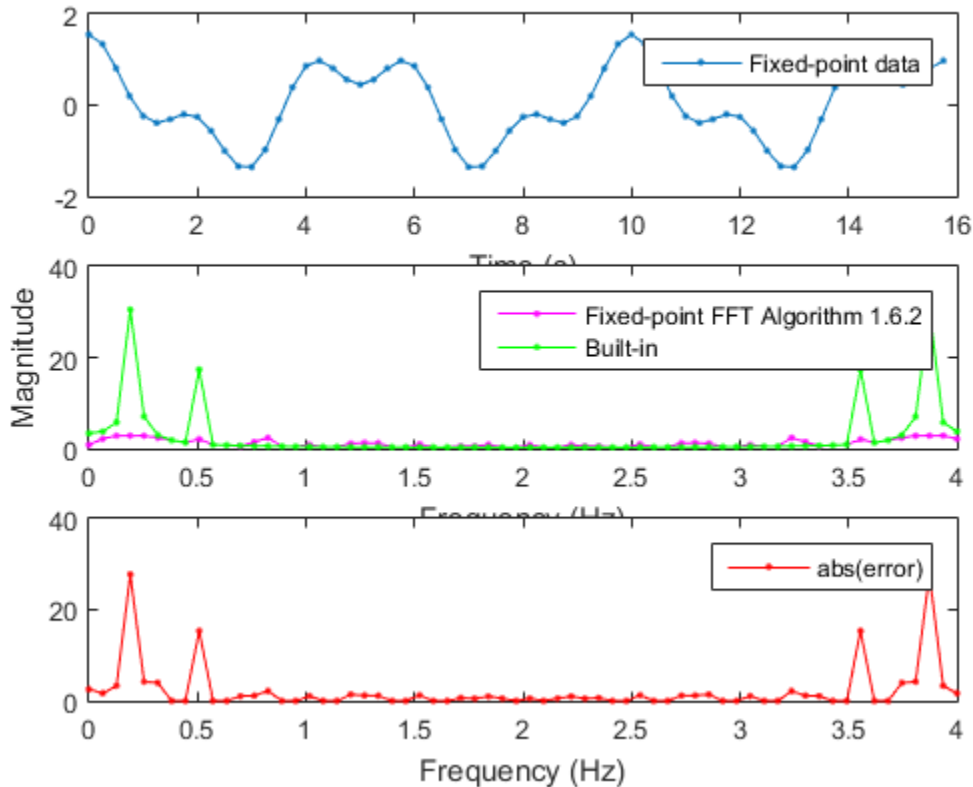 2
0
-2
Fixed-point data
0 2 4 6 8 10 12 14 16
Time (s)
Magnitude
40
20
0
Fixed-point FFT Algorithm 1.6.2
Built-in
0 0.5 1 1.5 2 2.5 3 3.5 4
Frequency (Hz)
40
20
0
abs(error)
0 0.5 1 1.5 2 2.5 3 3.5 4
Frequency (Hz)